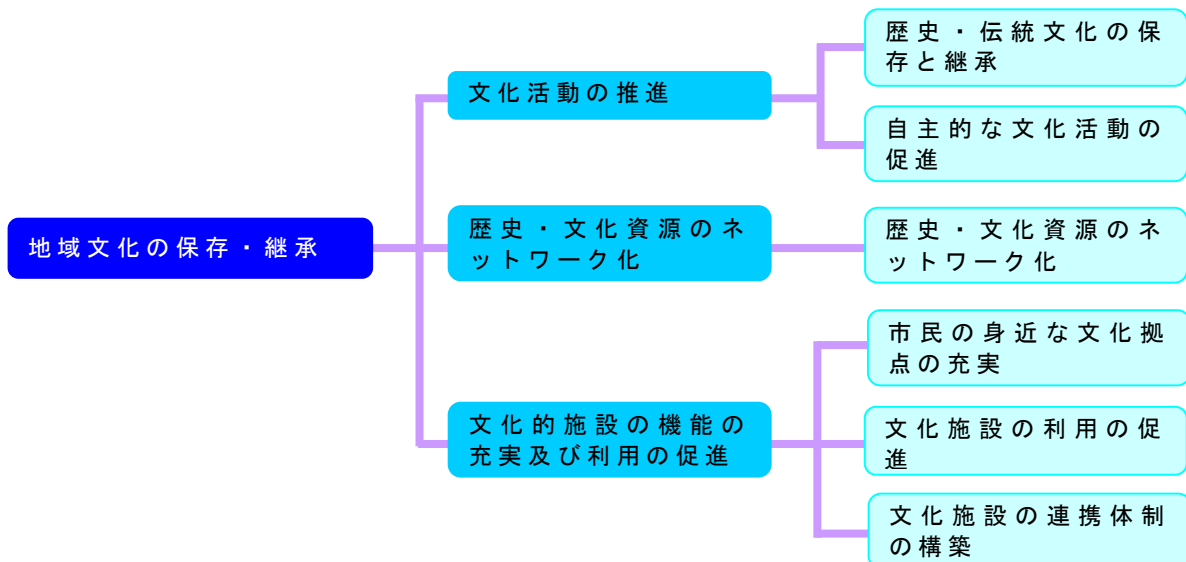 地域文化の保存・継承
文化活動の推進
歴史・伝統文化の保
存と継承
自主的な文化活動の
促進
歴史・文化資源のネ
ットワーク化
歴史・文化資源のネ
ットワーク化
文化的施設の機能の
充実及び利用の促進
市民の身近な文化拠
点の充実
文化施設の利用の促
進
文化施設の連携体制
の構築